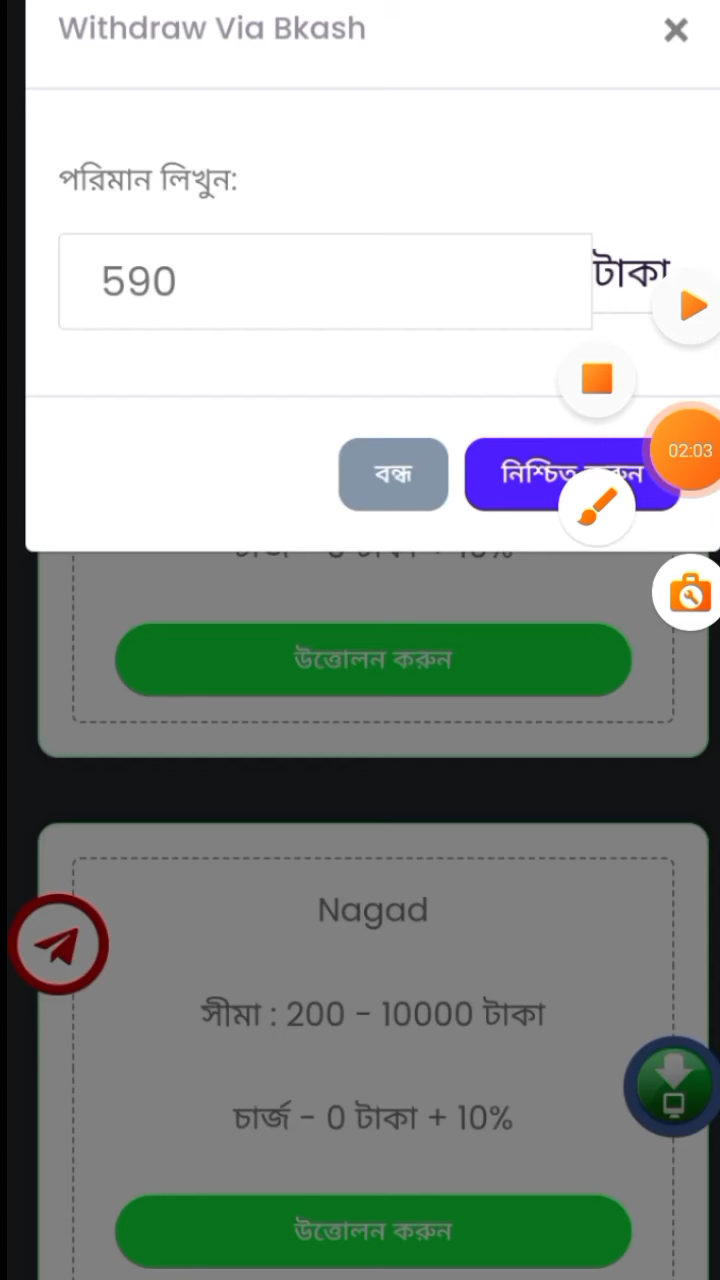 Withdraw Via Bkash
পরিমান লিখুন:
590
টাকা
02:03
বন্ধ
নিশ্চিত করুন
উত্তোলন করুন
Nagad
সীমা : 200 - 10000 টাকা
চার্জ - 0 টাকা + 10%
উত্তোলন করুন